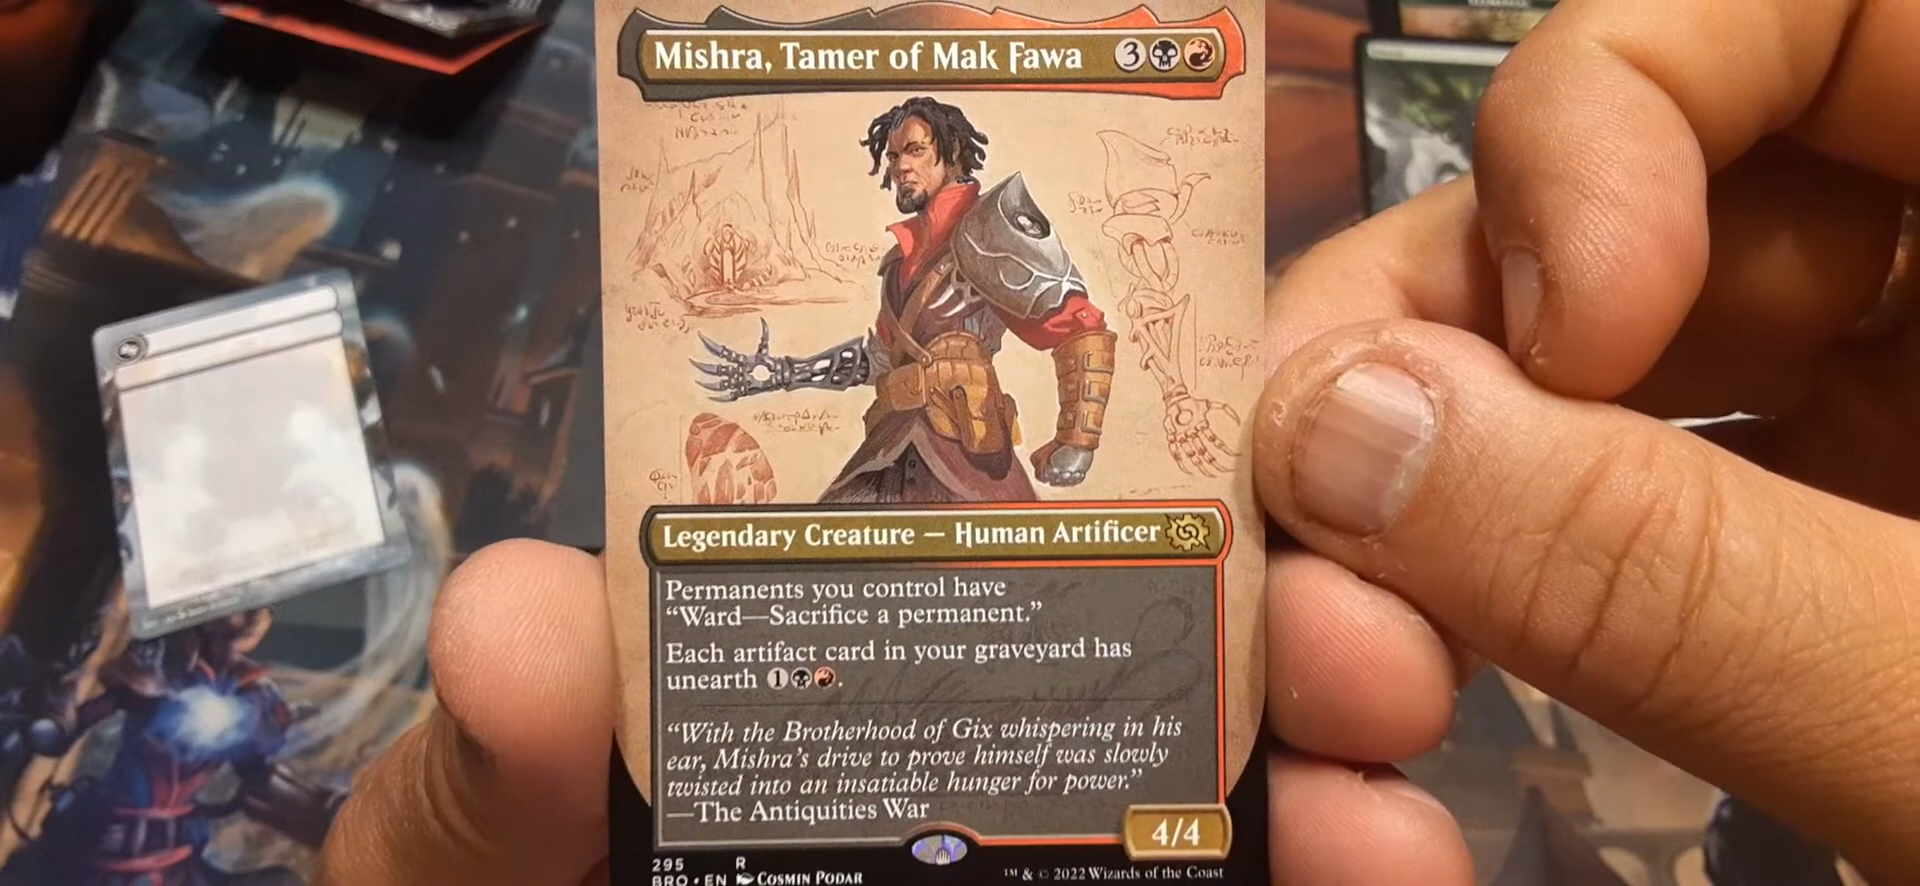 Mishra, Tamer of Mak Fawa 3
Legendary Creature — Human Artificer
Permanents you control have
“Ward—Sacrifice a permanent.”
Each artifact card in your graveyard has
unearth 1.
“With the Brotherhood of Gix whispering in his
ear, Mishra’s drive to prove himself was slowly
twisted into an insatiable hunger for power.”
—The Antiquities War
4/4
295 R
BRO • EN Cosmin Podar
™ & © 2022 Wizards of the Coast